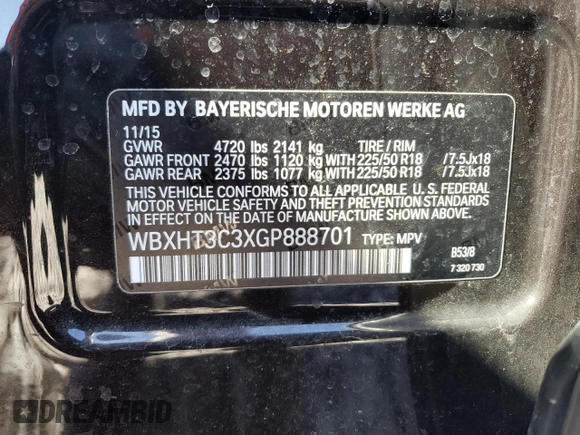 MFD BY BAYERISCHE MOTOREN WERKE AG
11/15
GVWR 4720 lbs 2141 kg TIRE / RIM
GAWR FRONT 2470 lbs 1120 kg WITH 225/50 R18 /7.5Jx18
GAWR REAR 2375 lbs 1077 kg WITH 225/50 R18 /7.5Jx18
THIS VEHICLE CONFORMS TO ALL APPLICABLE U. S. FEDERAL
MOTOR VEHICLE SAFETY AND THEFT PREVENTION STANDARDS
IN EFFECT ON THE DATE OF MANUFACTURE SHOWN ABOVE.
WBXHT3C3XGP888701 TYPE: MPV
B53/8
7 320 730
DREAMBID